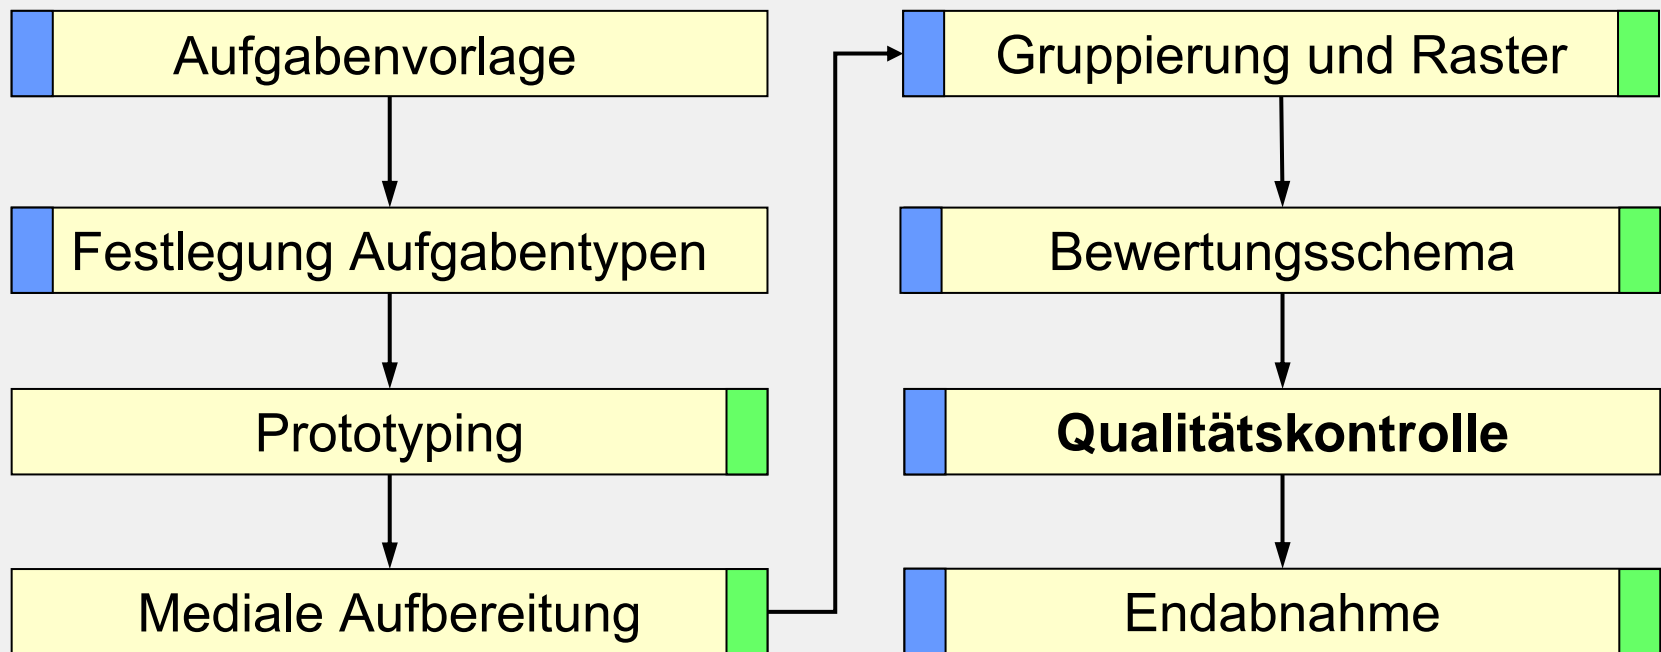 Aufgabenvorlage
Festlegung Aufgabentypen
Prototyping
Mediale Aufbereitung
Gruppierung und Raster
Bewertungsschema
Qualitätskontrolle
Endabnahme